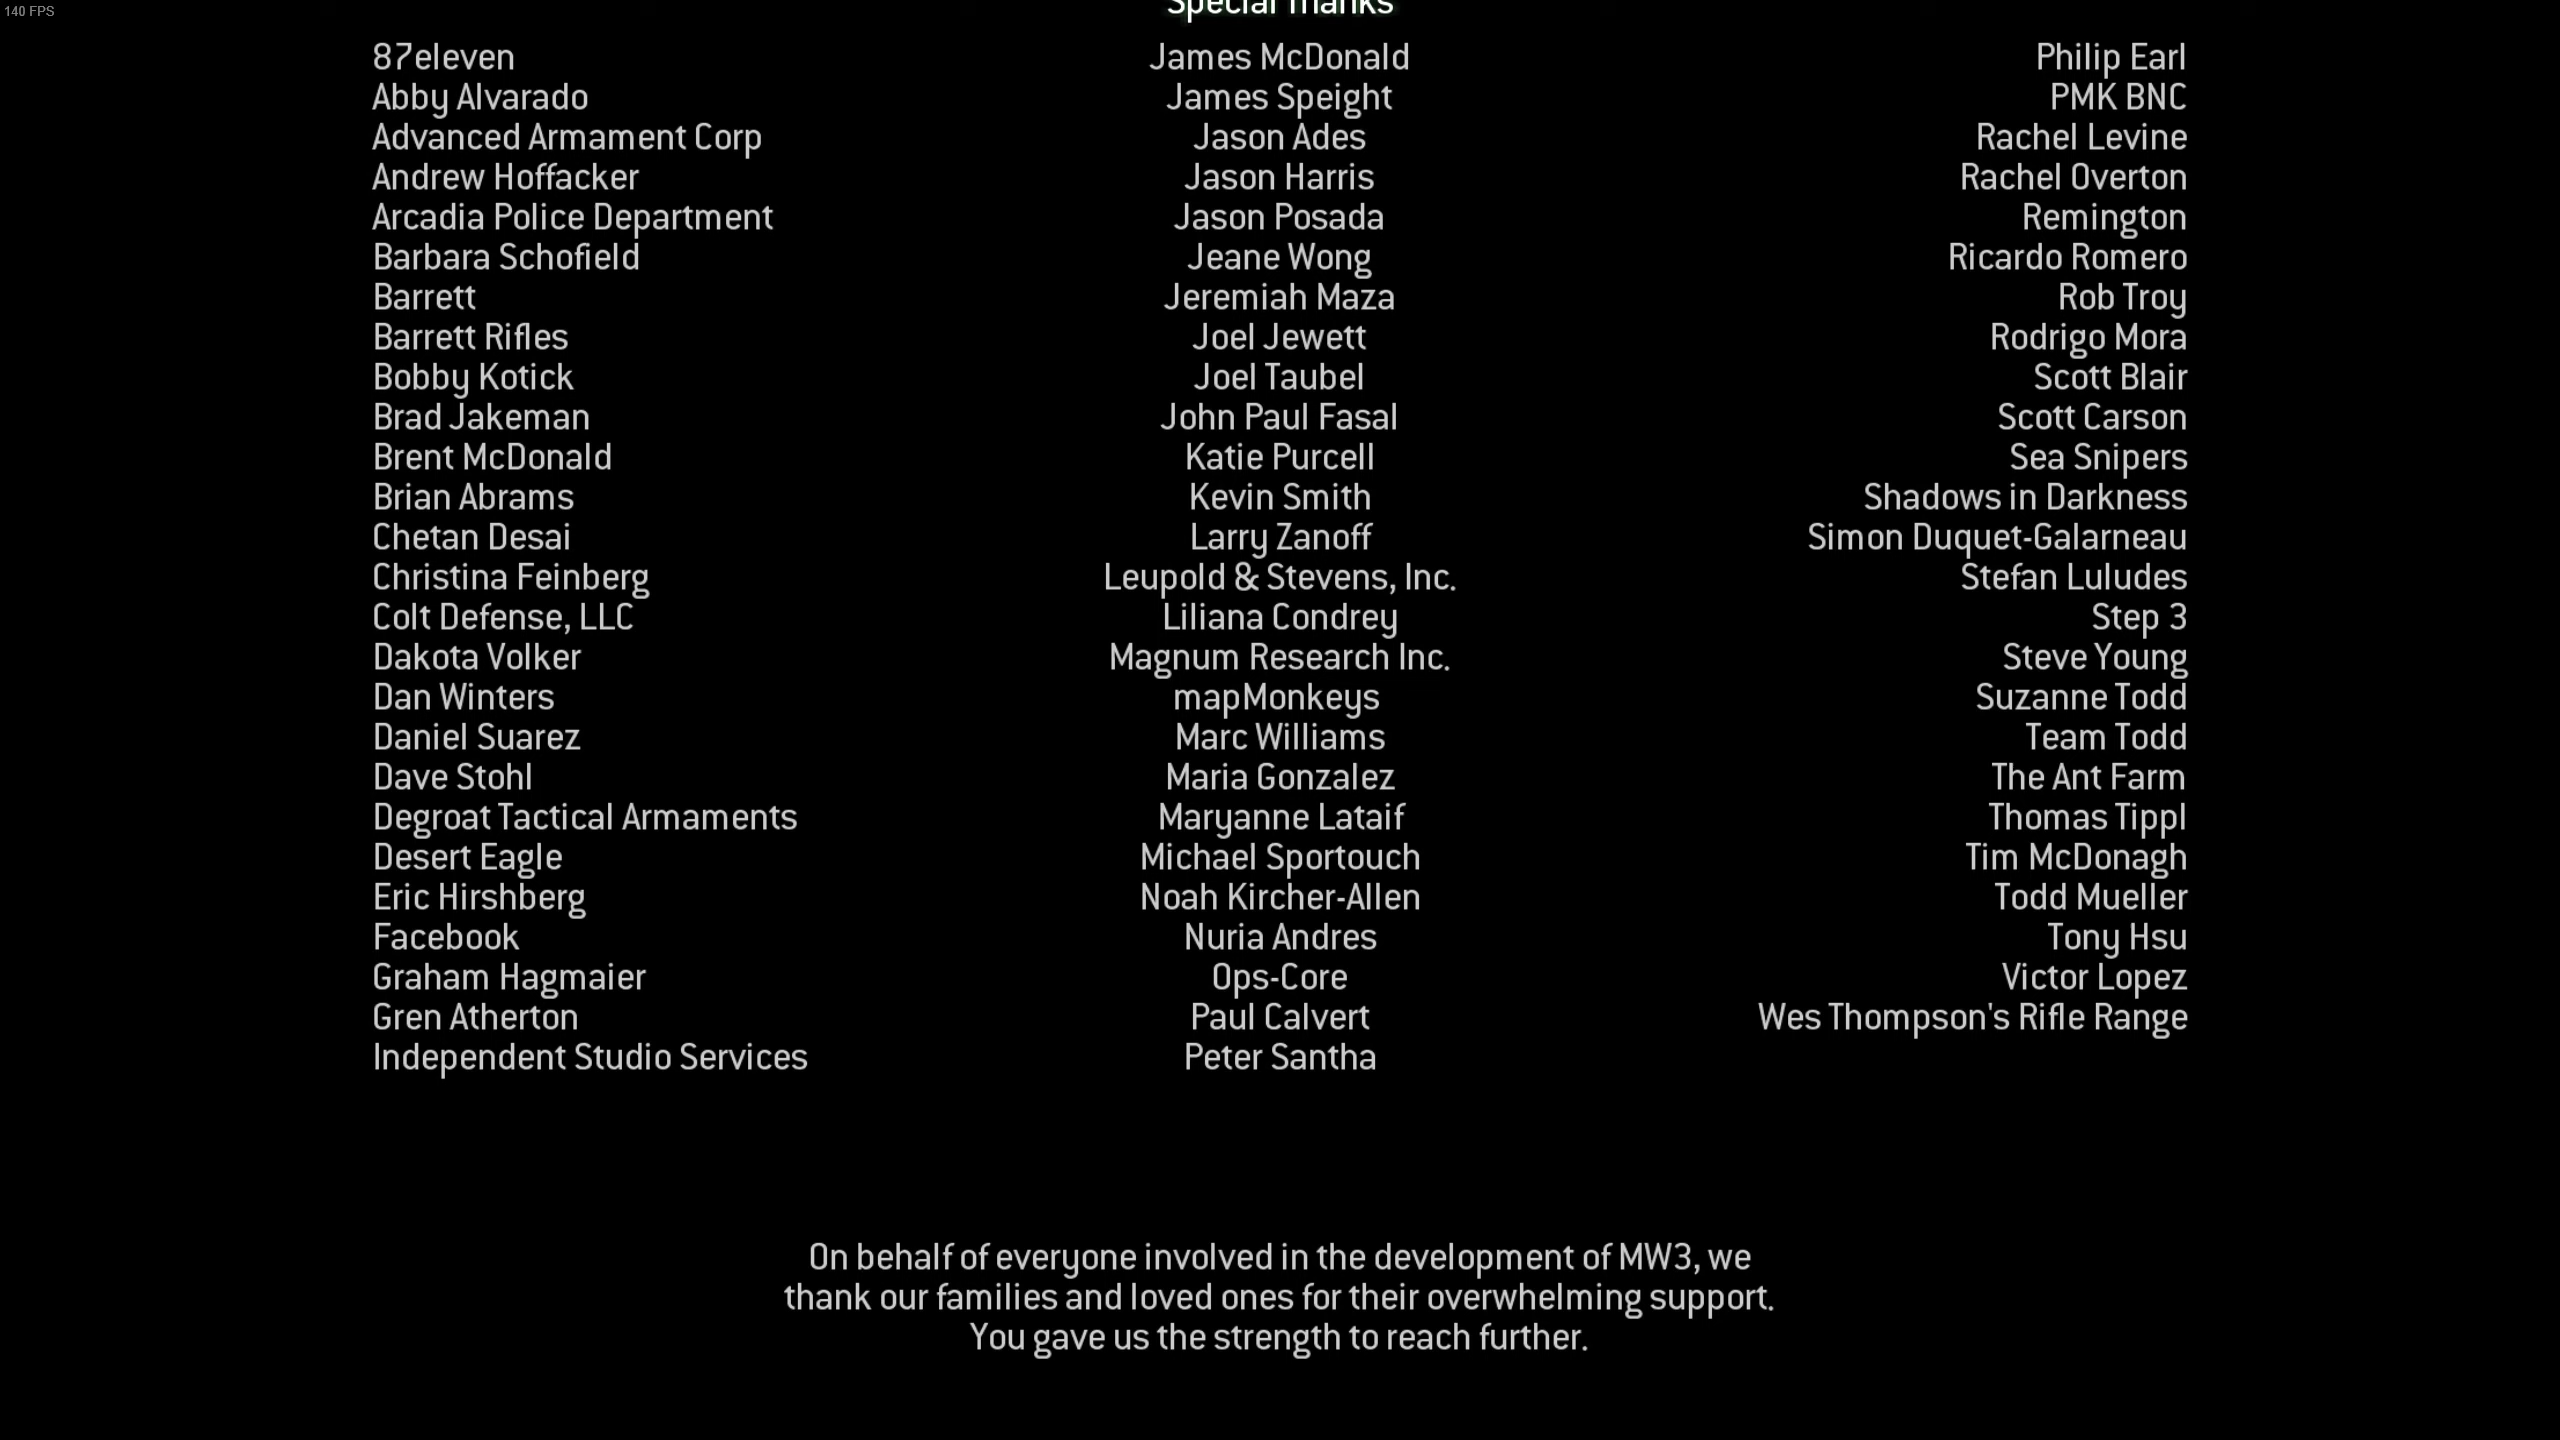 140 FPS
Special Thanks
87eleven
Abby Alvarado
Advanced Armament Corp
Andrew Hoffacker
Arcadia Police Department
Barbara Schofield
Barrett
Barrett Rifles
Bobby Kotick
Brad Jakeman
Brent McDonald
Brian Abrams
Chetan Desai
Christina Feinberg
Colt Defense, LLC
Dakota Volker
Dan Winters
Daniel Suarez
Dave Stohl
Degroat Tactical Armaments
Desert Eagle
Eric Hirshberg
Facebook
Graham Hagmaier
Gren Atherton
Independent Studio Services
James McDonald
James Speight
Jason Ades
Jason Harris
Jason Posada
Jeane Wong
Jeremiah Maza
Joel Jewett
Joel Taubel
John Paul Fasal
Katie Purcell
Kevin Smith
Larry Zanoff
Leupold & Stevens, Inc.
Liliana Condrey
Magnum Research Inc.
mapMonkeys
Marc Williams
Maria Gonzalez
Maryanne Lataif
Michael Sportouch
Noah Kircher-Allen
Nuria Andres
Ops-Core
Paul Calvert
Peter Santha
Philip Earl
PMK BNC
Rachel Levine
Rachel Overton
Remington
Ricardo Romero
Rob Troy
Rodrigo Mora
Scott Blair
Scott Carson
Sea Snipers
Shadows in Darkness
Simon Duquet-Galarneau
Stefan Luludes
Step 3
Steve Young
Suzanne Todd
Team Todd
The Ant Farm
Thomas Tippl
Tim McDonagh
Todd Mueller
Tony Hsu
Victor Lopez
Wes Thompson's Rifle Range
On behalf of everyone involved in the development of MW3, we
thank our families and loved ones for their overwhelming support.
You gave us the strength to reach further.